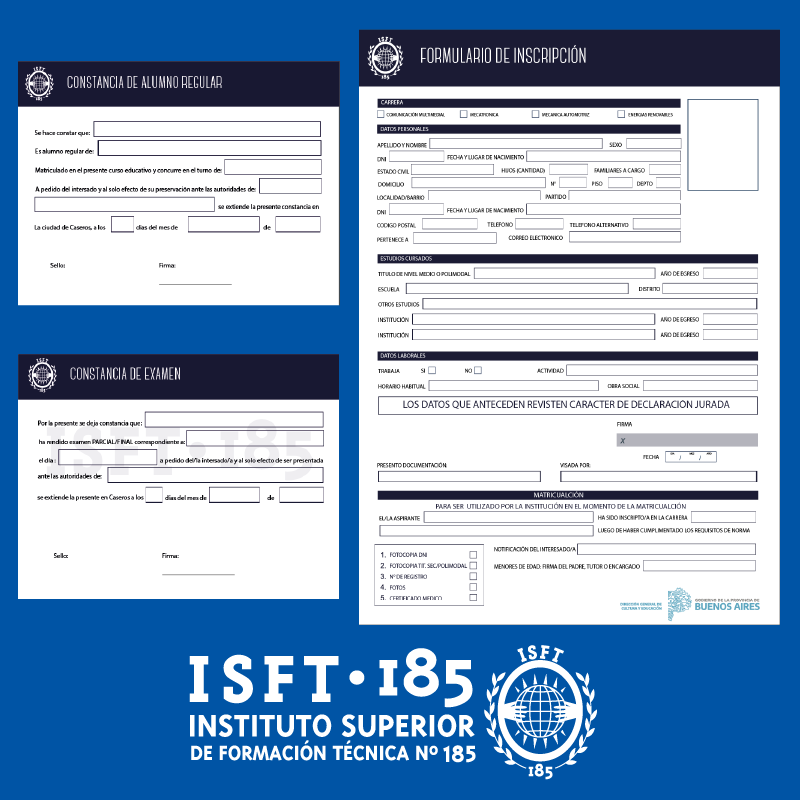 ISFT
185
CONSTANCIA DE ALUMNO REGULAR
Se hace constar que:
Es alumno regular de:
Matriculado en el presente curso educativo y concurre en el turno de:
A pedido del intersado y al solo efecto de su preservación ante las autoridades de:
se extiende la presente constancia en
La ciudad de Caseros, a los días del mes de de
Sello: Firma:
ISFT
185
CONSTANCIA DE EXAMEN
ISFT·185
Por la presente se deja constancia que:
ha rendido examen PARCIAL/FINAL correspondiente a:
el día: a pedido del/la intersado/a y al solo efecto de ser presentada
ante las autoridades de:
se extiende la presente en Caseros a los días del mes de de
Sello: Firma:
ISFT
185
FORMULARIO DE INSCRIPCIÓN
CARRERA
COMUNICACIÓN MULTIMEDIAL MECATRONICA MECANICA AUTOMOTRIZ ENERGIAS RENOVABLES
DATOS PERSONALES
APELLIDO Y NOMBRE SEXO
DNI FECHA Y LUGAR DE NACIMIENTO
ESTADO CIVIL HIJOS (CANTIDAD) FAMILIARES A CARGO
DOMICILIO N° PISO DEPTO
LOCALIDAD/BARRIO PARTIDO
DNI FECHA Y LUGAR DE NACIMIENTO
CODIGO POSTAL TELEFONO TELEFONO ALTERNATIVO
PERTENECE A CORREO ELECTRONICO
ESTUDIOS CURSADOS
TITULO DE NIVEL MEDIO O POLIMODAL AÑO DE EGRESO
ESCUELA DISTRITO
OTROS ESTUDIOS
INSTITUCIÓN AÑO DE EGRESO
INSTITUCIÓN AÑO DE EGRESO
DATOS LABORALES
TRABAJA SI NO ACTIVIDAD
HORARIO HABITUAL OBRA SOCIAL
LOS DATOS QUE ANTECEDEN REVISTEN CARACTER DE DECLARACIÓN JURADA
FIRMA
X
FECHA DIA MES AÑO
/ /
PRESENTO DOCUMENTACIÓN: VISADA POR:
MATRICUALCIÓN
PARA SER UTILIZADO POR LA INSTITUCIÓN EN EL MOMENTO DE LA MATRICUALCIÓN
EL/LA ASPIRANTE HA SIDO INSCRIPTO/A EN LA CARRERA
LUEGO DE HABER CUMPLIMENTADO LOS REQUISITOS DE NORMA
1. FOTOCOPIA DNI
2. FOTOCOPIA TIT. SEC/POLIMODAL
3. Nº DE REGISTRO
4. FOTOS
5. CERTIFICADO MEDICO
NOTIFICACIÓN DEL INTERESADO/A
MENORES DE EDAD: FIRMA DEL PADRE, TUTOR O ENCARGADO
DIRECCIÓN GENERAL DE
CULTURA Y EDUCACIÓN
GOBIERNO DE LA PROVINCIA DE
BUENOS AIRES
ISFT·185
INSTITUTO SUPERIOR
DE FORMACIÓN TÉCNICA Nº 185
ISFT
185